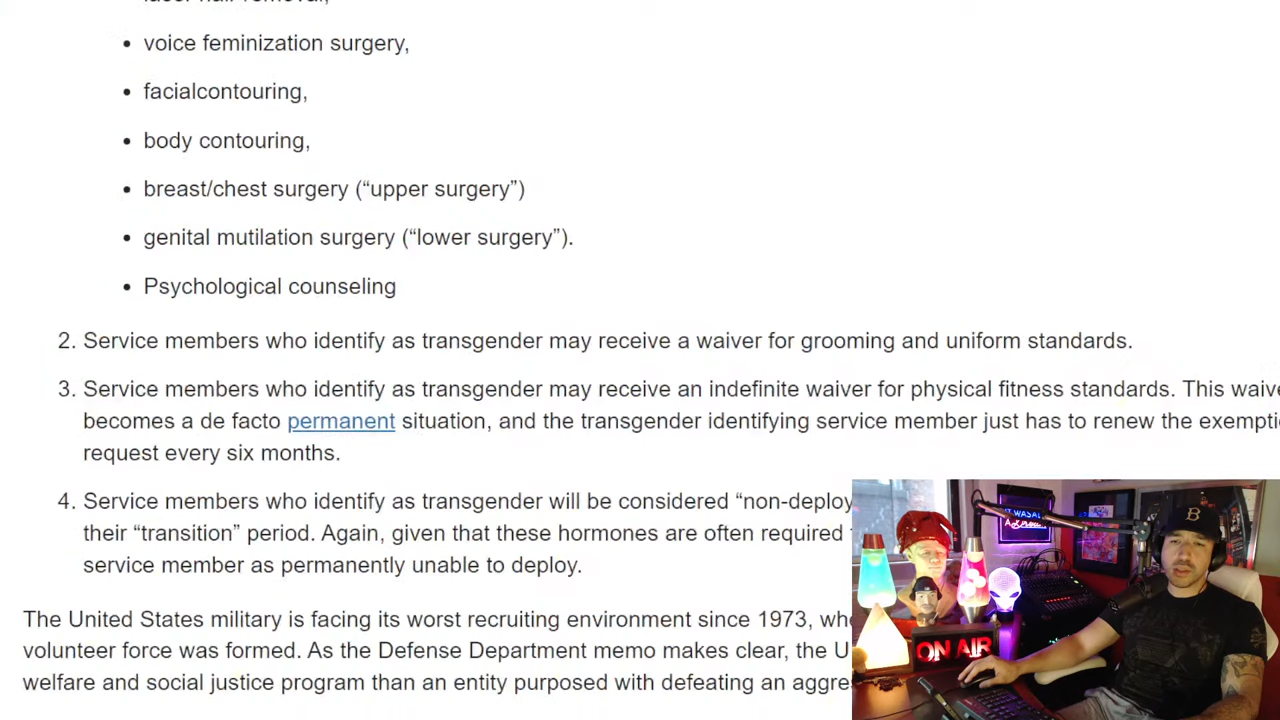 voice feminization surgery,
facialcontouring,
body contouring,
breast/chest surgery (“upper surgery”)
genital mutilation surgery (“lower surgery”).
Psychological counseling
2. Service members who identify as transgender may receive a waiver for grooming and uniform standards.
3. Service members who identify as transgender may receive an indefinite waiver for physical fitness standards. This
becomes a de facto permanent situation, and the transgender identifying service member just has to renew the
request every six months.
4. Service members who identify as transgender will be considered “non-deploy
their “transition” period. Again, given that these hormones are often required
service member as permanently unable to deploy.
The United States military is facing its worst recruiting environment since 1973,
volunteer force was formed. As the Defense Department memo makes clear, the U
welfare and social justice program than an entity purposed with defeating an
ON AIR
B